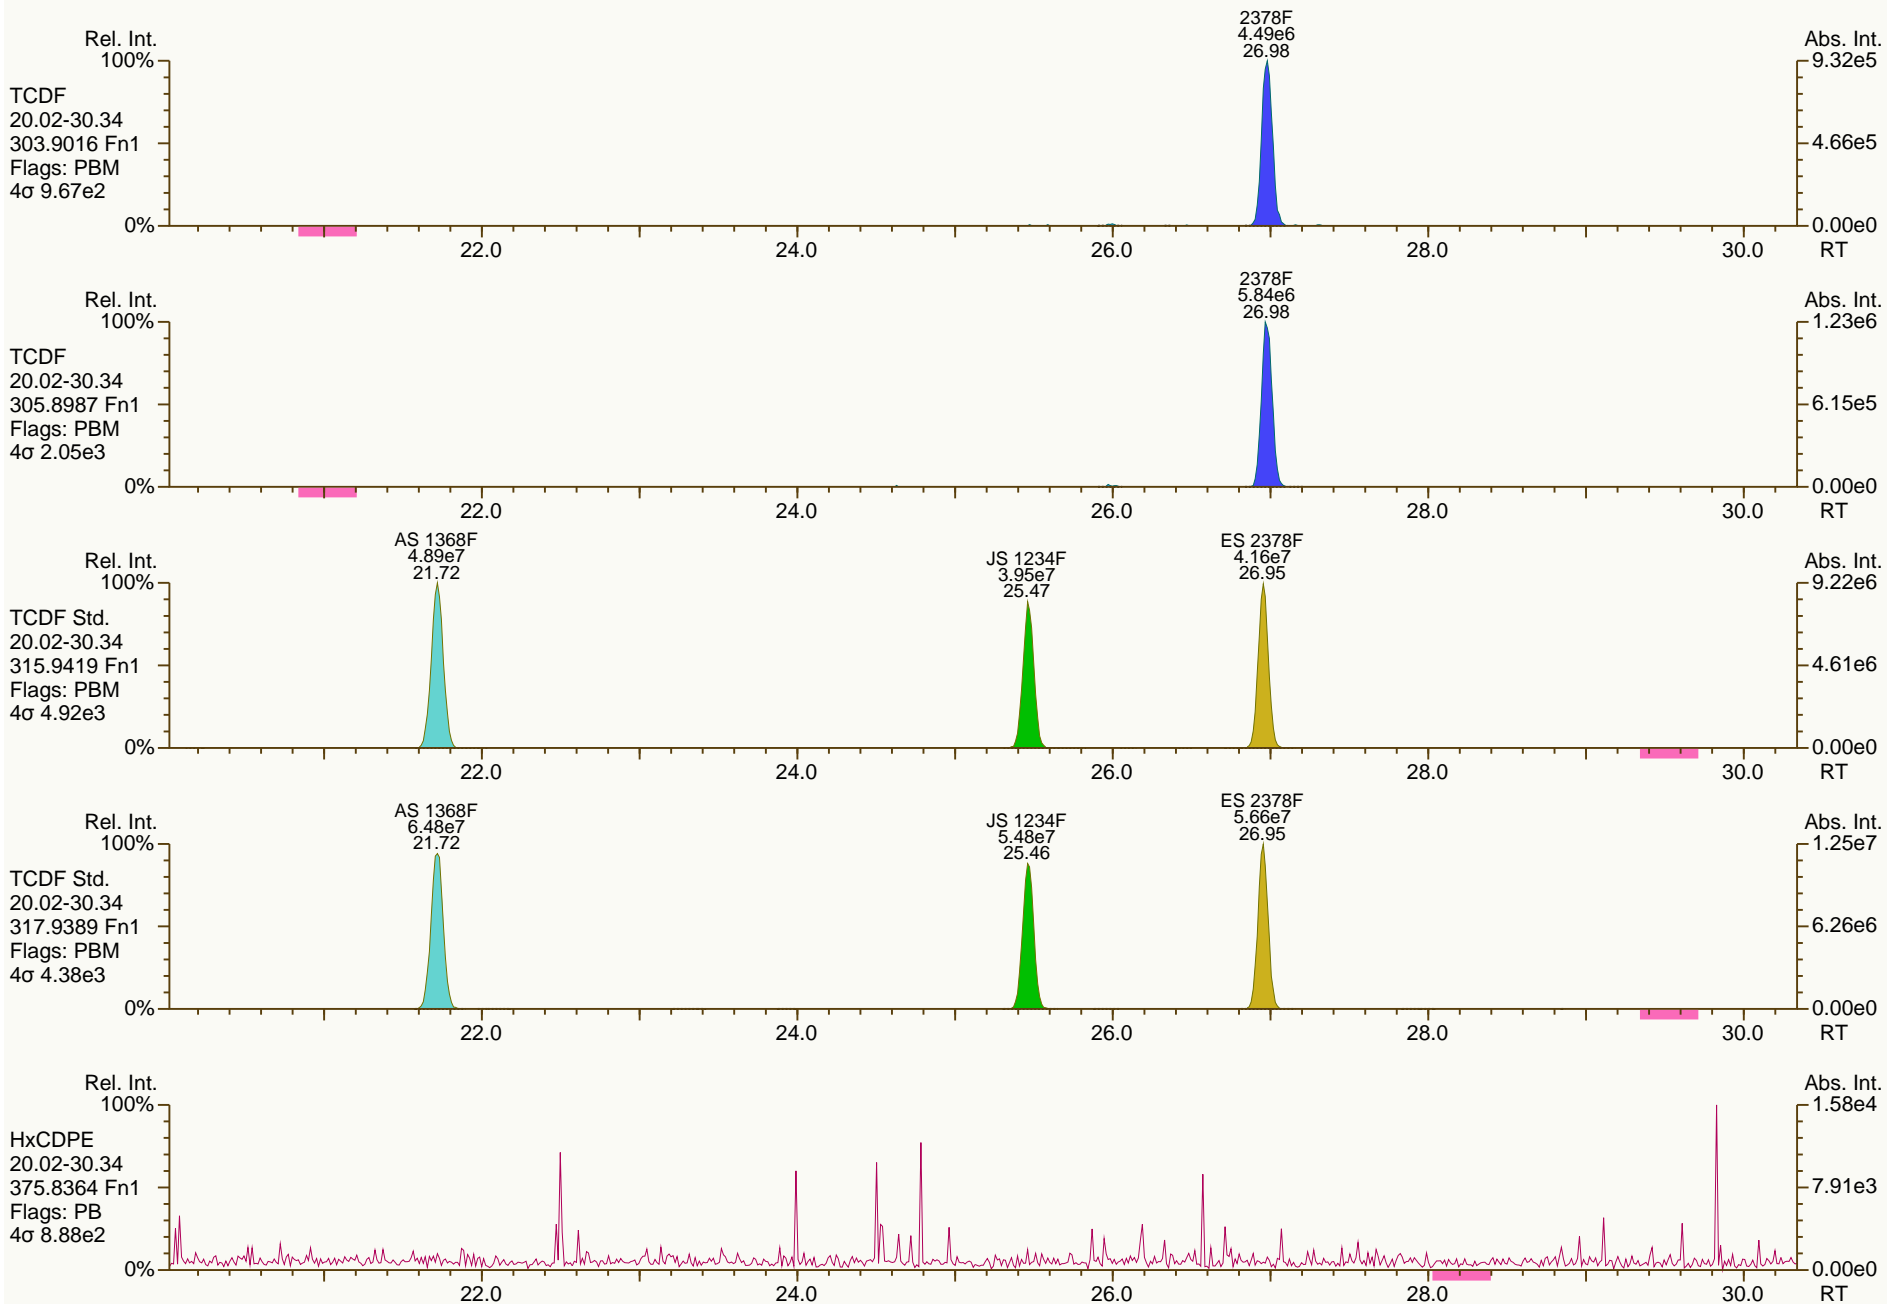 2378F
4.49e6
26.98
Rel. Int.
Abs. Int.
100%
9.32e5
TCDF
20.02-30.34
303.9016 Fn1
Flags: PBM
4σ 9.67e2
4.66e5
0%
0.00e0
22.0 24.0 26.0 28.0 30.0 RT
2378F
5.84e6
26.98
Rel. Int.
Abs. Int.
100%
1.23e6
TCDF
20.02-30.34
305.8987 Fn1
Flags: PBM
4σ 2.05e3
6.15e5
0%
0.00e0
22.0 24.0 26.0 28.0 30.0 RT
AS 1368F
4.89e7
21.72
JS 1234F
3.95e7
25.47
ES 2378F
4.16e7
26.95
Rel. Int.
Abs. Int.
100%
9.22e6
TCDF Std.
20.02-30.34
315.9419 Fn1
Flags: PBM
4σ 4.92e3
4.61e6
0%
0.00e0
22.0 24.0 26.0 28.0 30.0 RT
AS 1368F
6.48e7
21.72
JS 1234F
5.48e7
25.46
ES 2378F
5.66e7
26.95
Rel. Int.
Abs. Int.
100%
1.25e7
TCDF Std.
20.02-30.34
317.9389 Fn1
Flags: PBM
4σ 4.38e3
6.26e6
0%
0.00e0
22.0 24.0 26.0 28.0 30.0 RT
Rel. Int.
Abs. Int.
100%
1.58e4
HxCDPE
20.02-30.34
375.8364 Fn1
Flags: PB
4σ 8.88e2
7.91e3
0%
0.00e0
22.0 24.0 26.0 28.0 30.0 RT